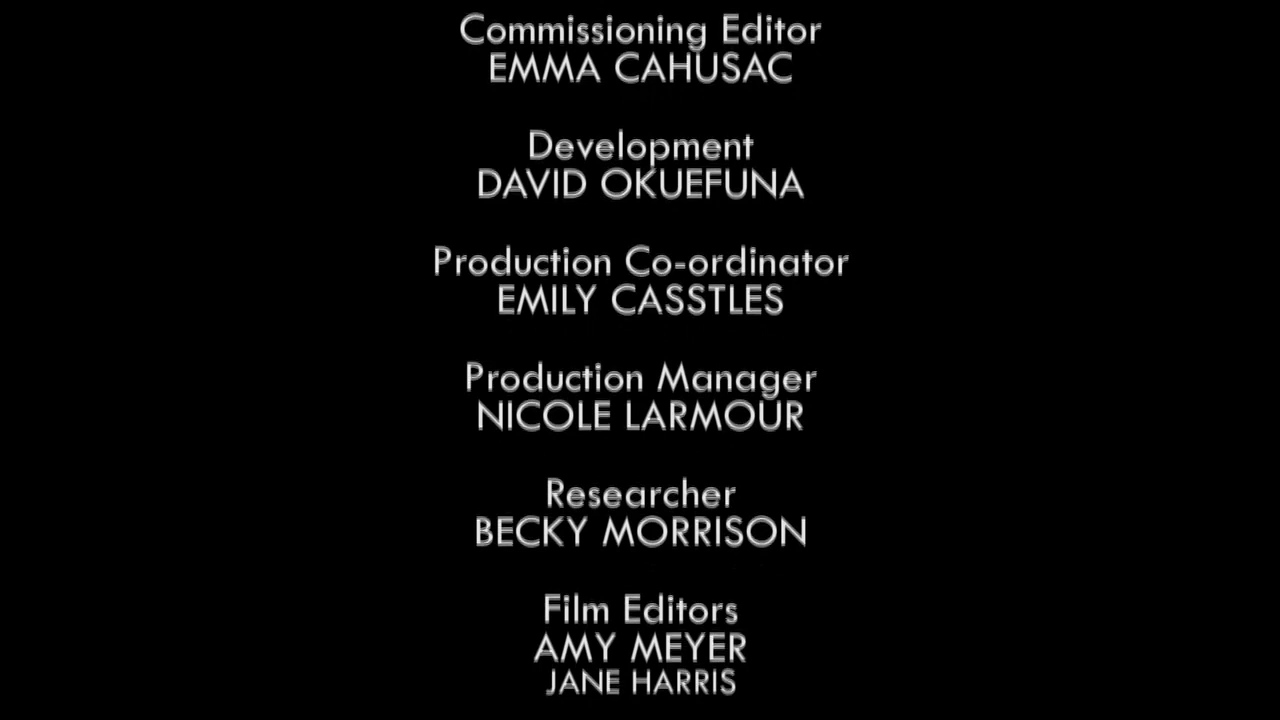 Commissioning Editor
EMMA CAHUSAC
Development
DAVID OKUEFUNA
Production Co-ordinator
EMILY CASSTLES
Production Manager
NICOLE LARMOUR
Researcher
BECKY MORRISON
Film Editors
AMY MEYER
JANE HARRIS